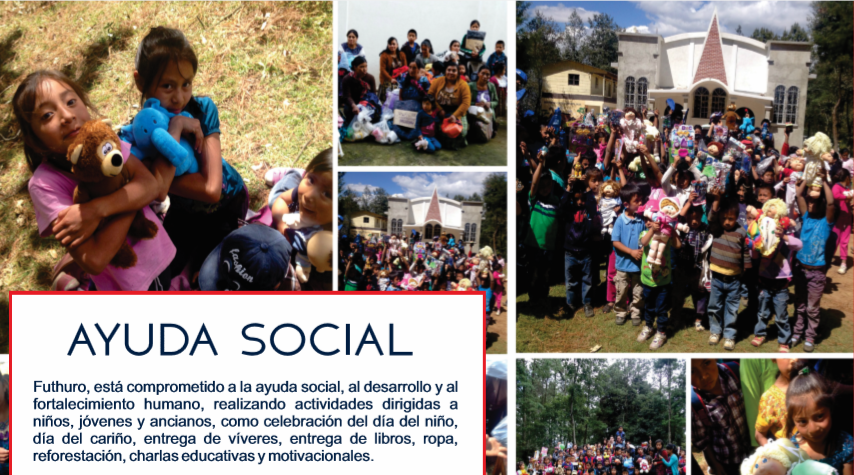 fashion
AYUDA SOCIAL
Futhuro, está comprometido a la ayuda social, al desarrollo y al
fortalecimiento humano, realizando actividades dirigidas a
niños, jóvenes y ancianos, como celebración del día del niño,
día del cariño, entrega de víveres, entrega de libros, ropa,
reforestación, charlas educativas y motivacionales.